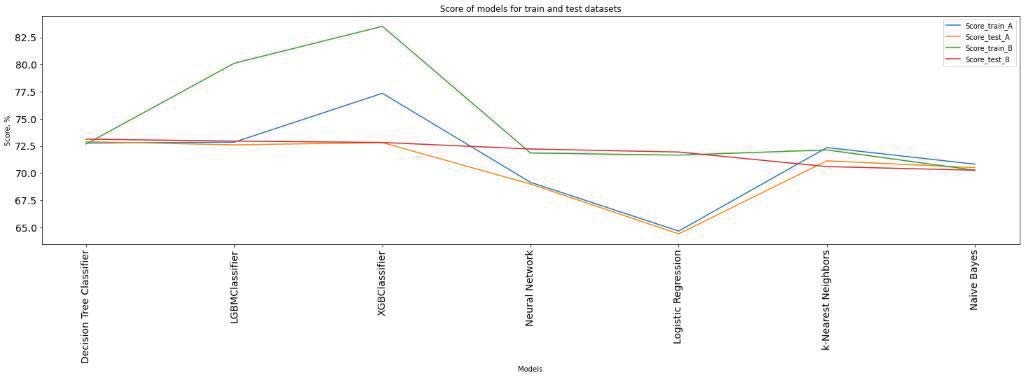 Score of models for train and test datasets
Score_train_A
Score_test_A
Score_train_B
Score_test_B
Score, %
82.5
80.0
77.5
75.0
72.5
70.0
67.5
65.0
Decision Tree Classifier
LGBMClassifier
XGBClassifier
Neural Network
Logistic Regression
k-Nearest Neighbors
Naive Bayes
Models